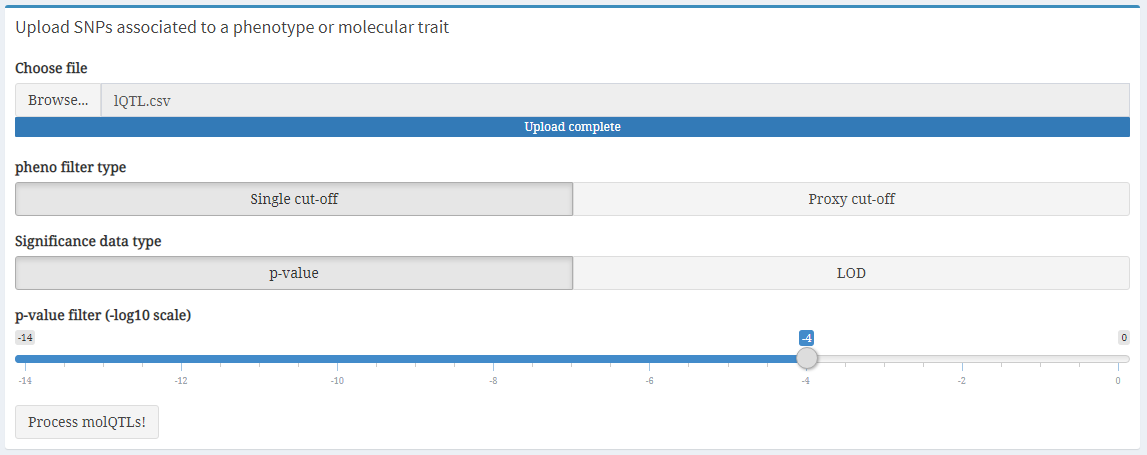 Upload SNPs associated to a phenotype or molecular trait
Choose file
Browse... lQTL.csv
Upload complete
pheno filter type
Single cut-off Proxy cut-off
Significance data type
p-value LOD
p-value filter (-log10 scale)
-14 -4 0
-14 -12 -10 -8 -6 -4 -2 0
Process molQTLs!